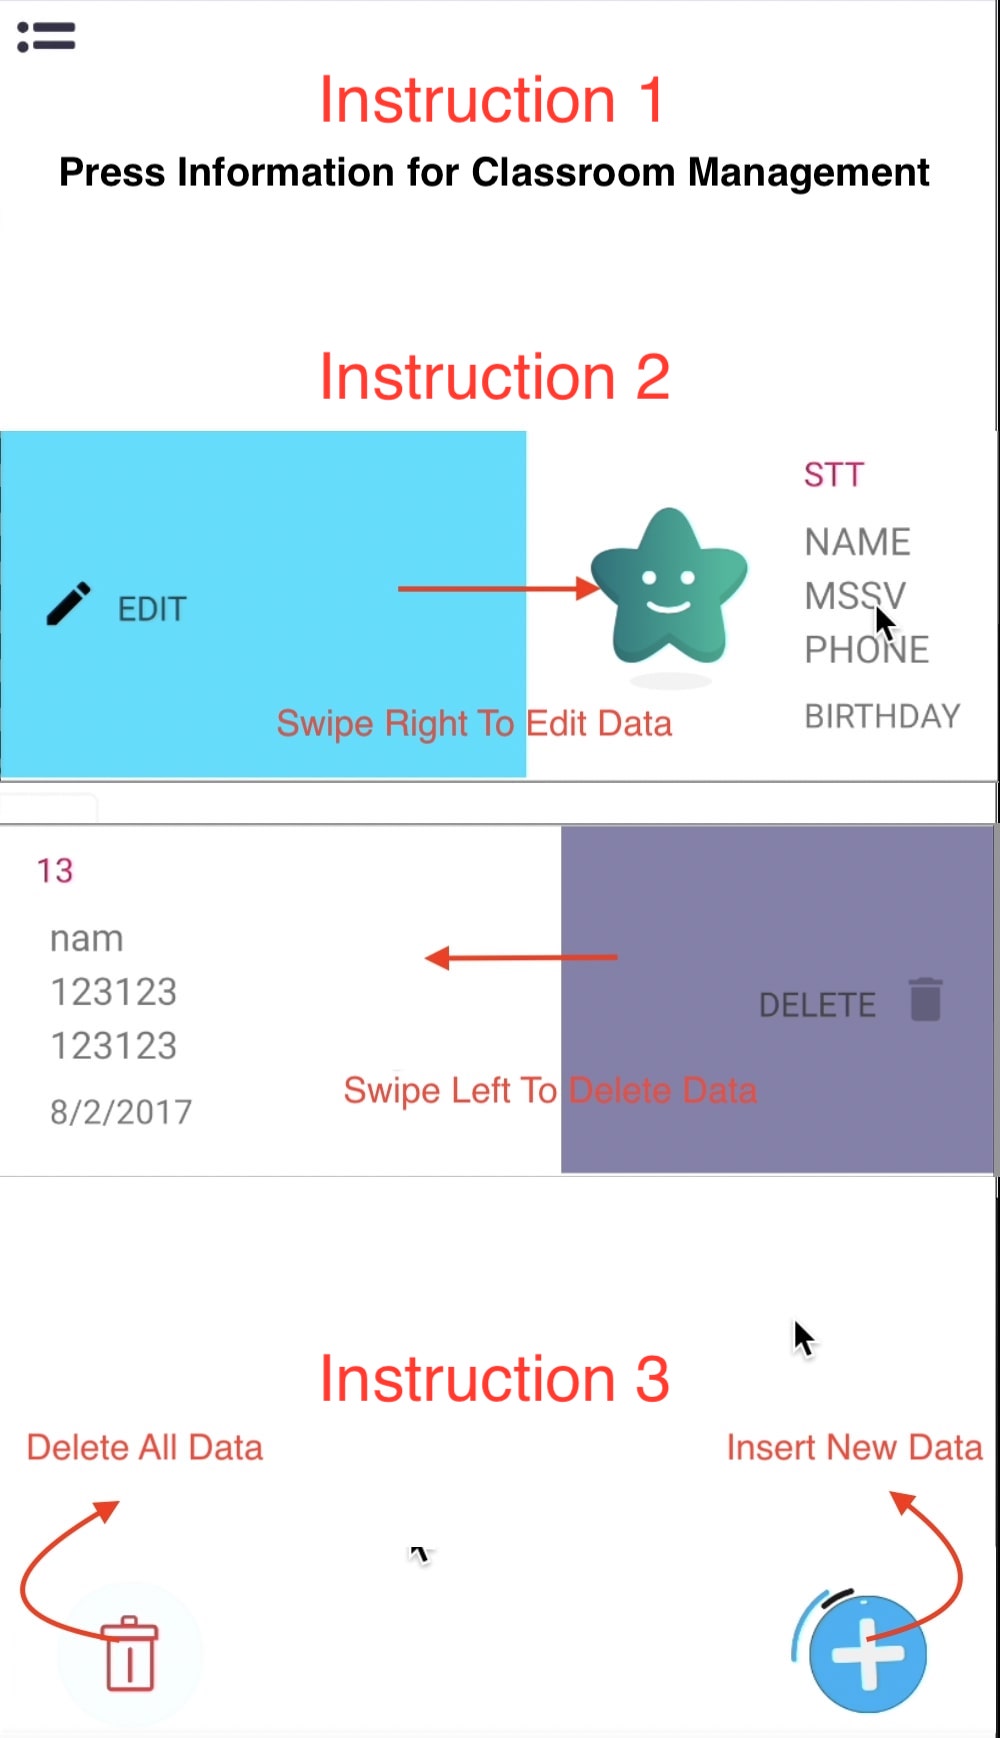 Instruction 1
Press Information for Classroom Management
Instruction 2
STT
NAME
MSSV
PHONE
BIRTHDAY
EDIT
Swipe Right To Edit Data
13
nam
123123
123123
8/2/2017
DELETE
Swipe Left To Delete Data
Instruction 3
Delete All Data
Insert New Data